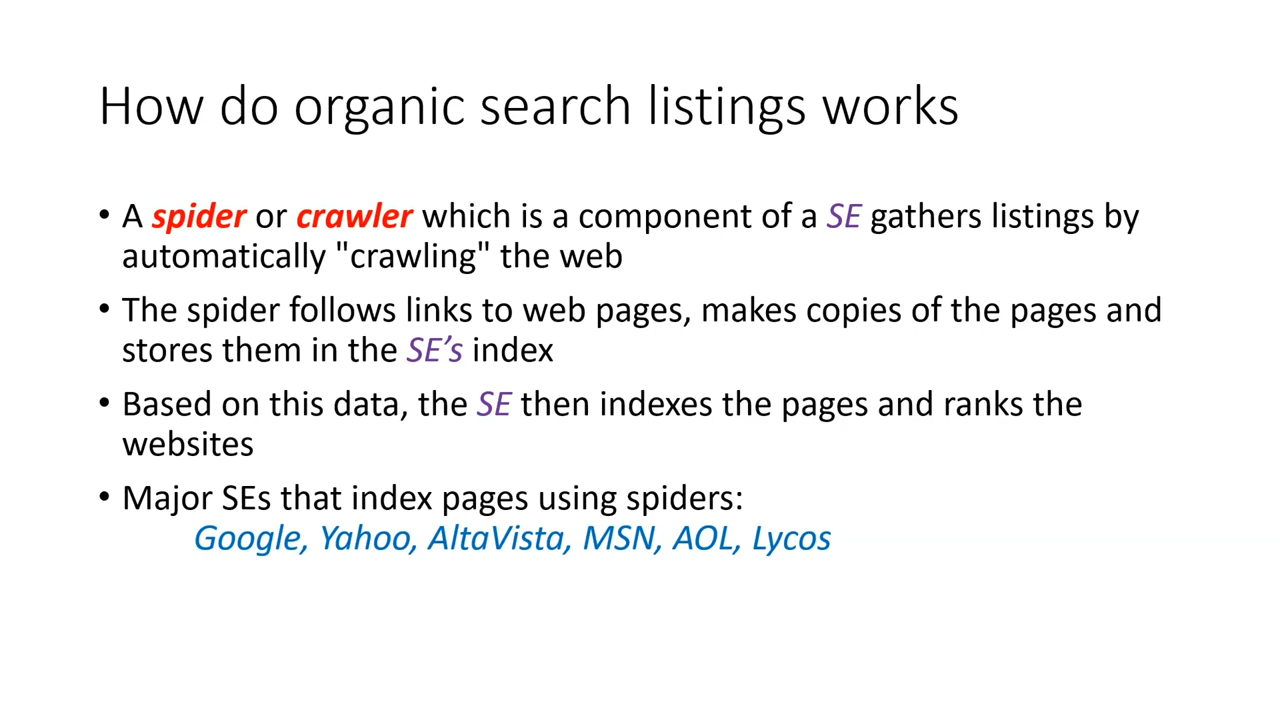 How do organic search listings works
• A spider or crawler which is a component of a SE gathers listings by
automatically "crawling" the web
• The spider follows links to web pages, makes copies of the pages and
stores them in the SE’s index
• Based on this data, the SE then indexes the pages and ranks the
websites
• Major SEs that index pages using spiders:
Google, Yahoo, AltaVista, MSN, AOL, Lycos